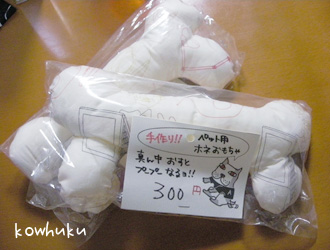 手作り!! ペット用
ホネおもちゃ
真ん中 おすと
プープー なるョ!!
300円
kowhuku